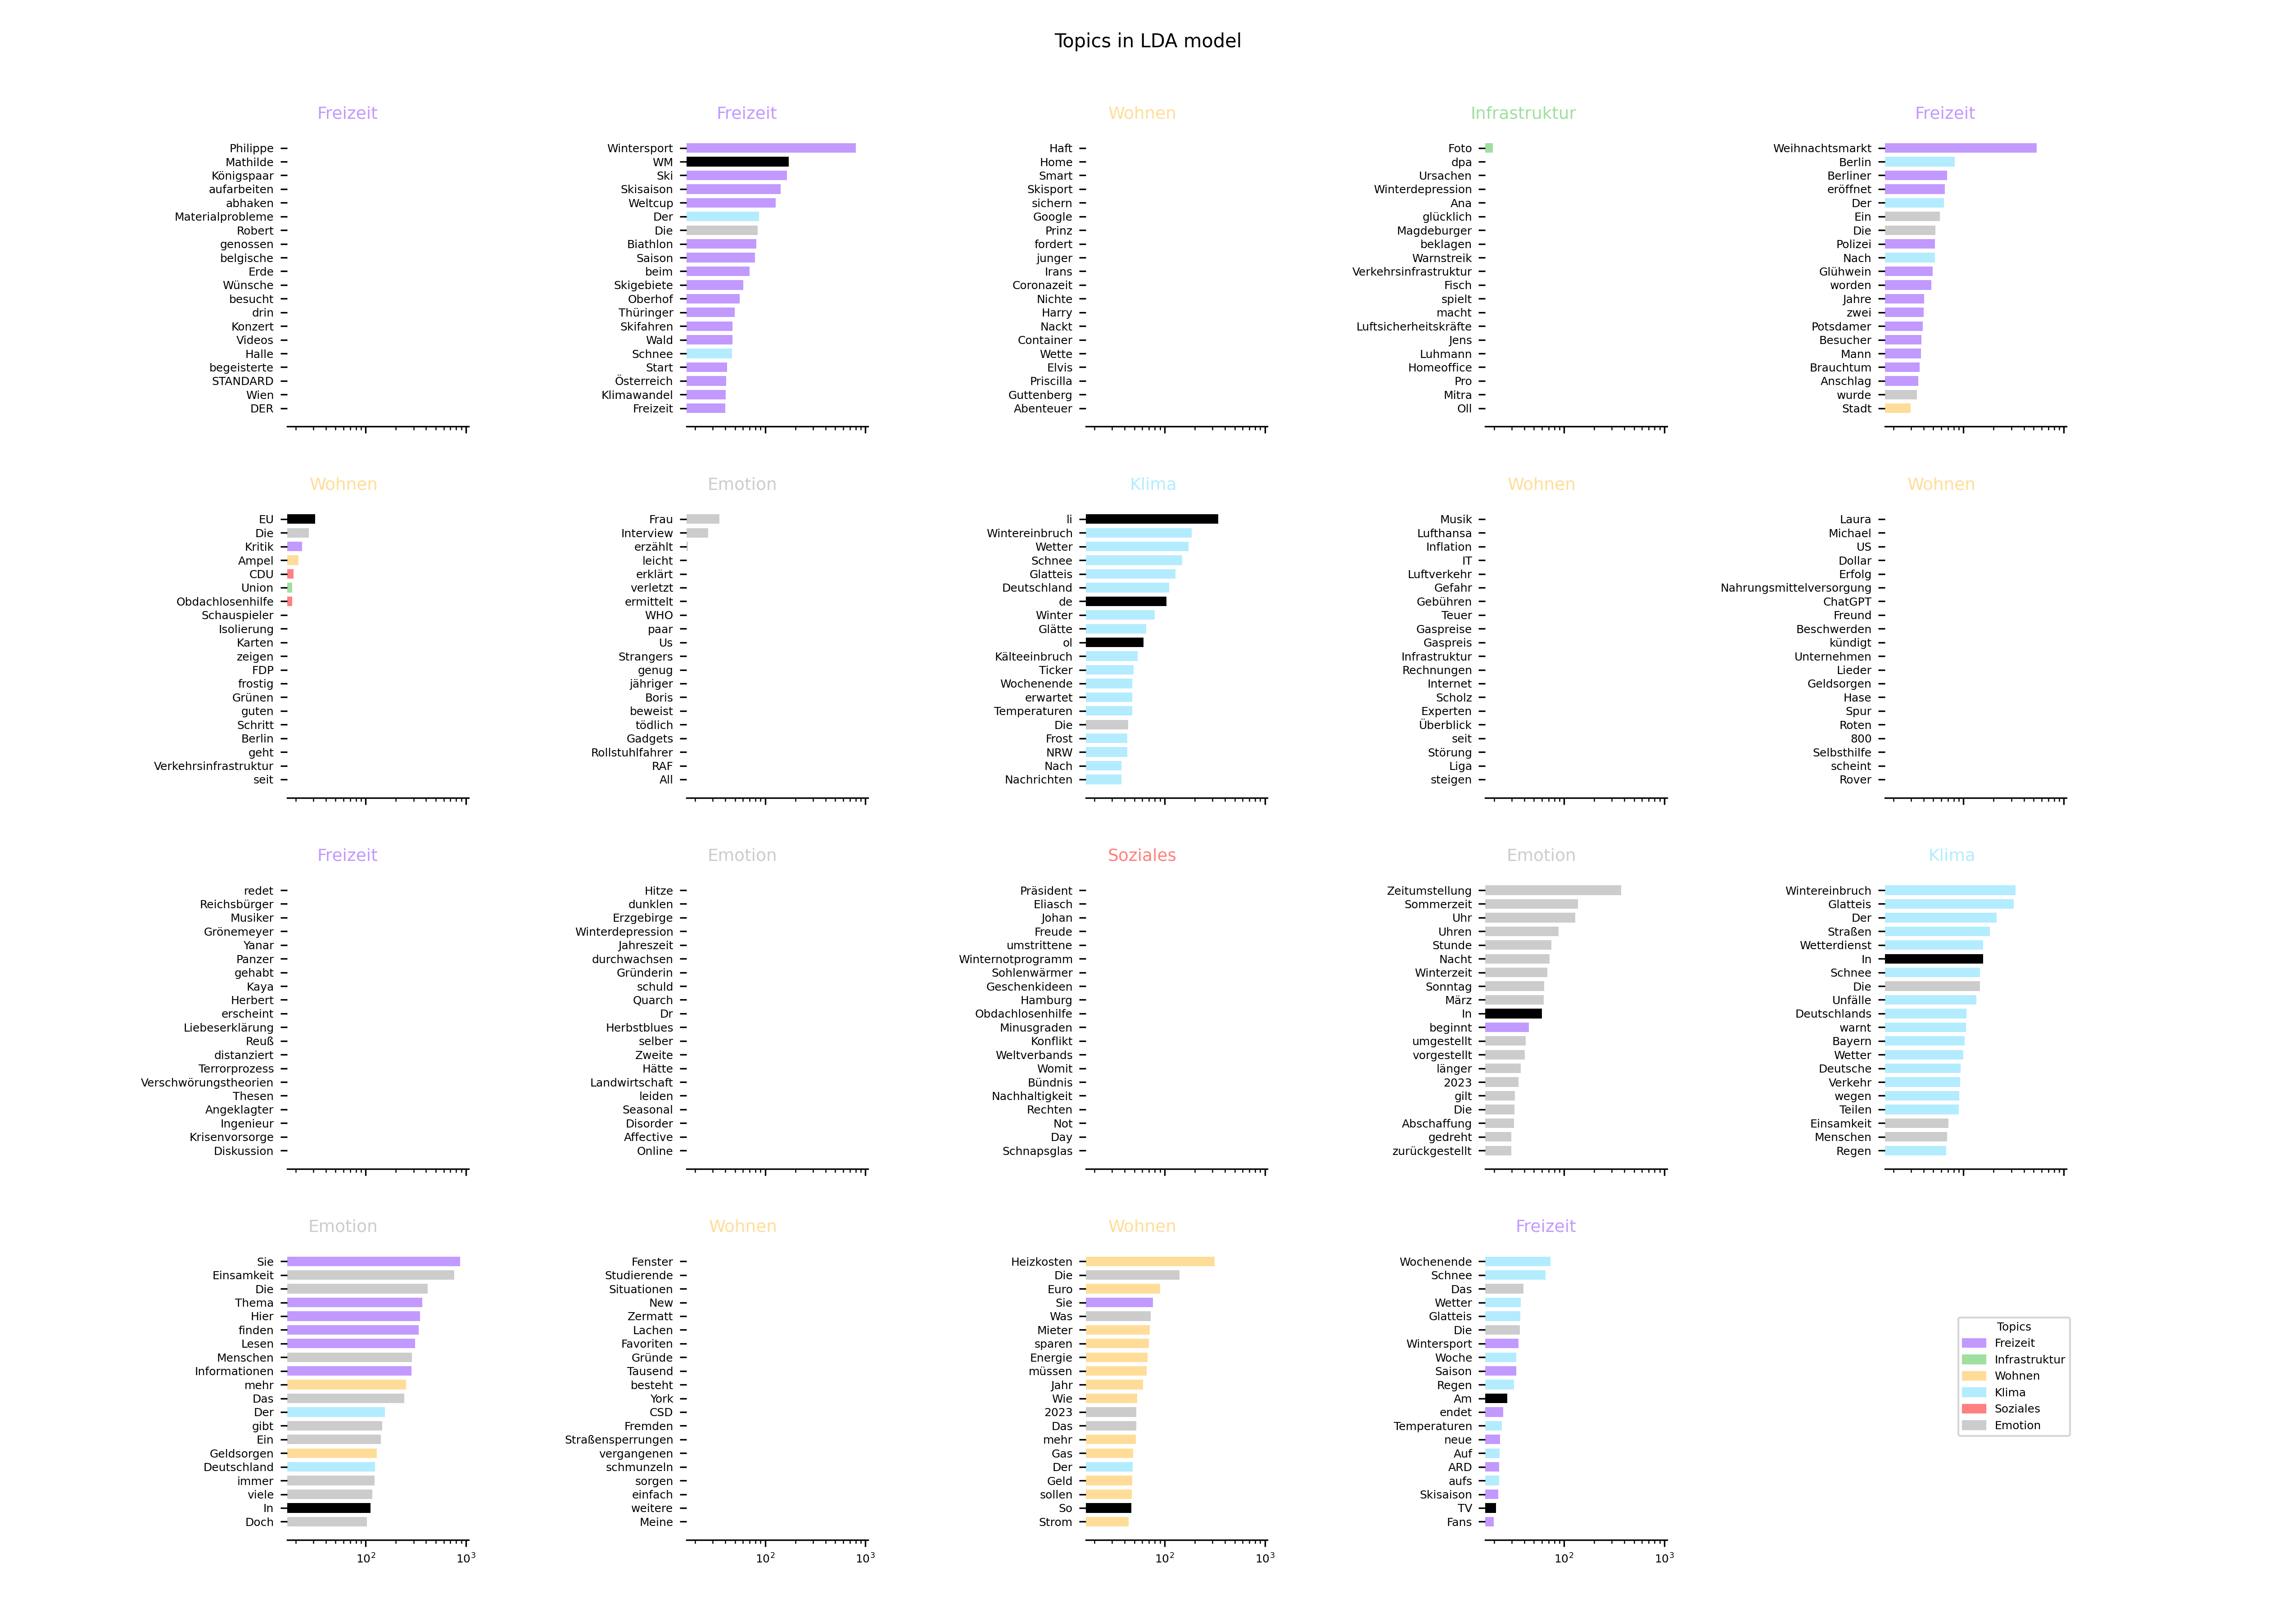 Topics in LDA model
Freizeit
Philippe
Mathilde
Königspaar
aufarbeiten
abhaken
Materialprobleme
Robert
genossen
belgische
Erde
Wünsche
besucht
drin
Konzert
Videos
Halle
begeisterte
STANDARD
Wien
DER
Freizeit
Wintersport
WM
Ski
Skisaison
Weltcup
Der
Die
Biathlon
Saison
beim
Skigebiete
Oberhof
Thüringer
Skifahren
Wald
Schnee
Start
Österreich
Klimawandel
Freizeit
Wohnen
Haft
Home
Smart
Skisport
sichern
Google
Prinz
fordert
junger
Irans
Coronazeit
Nichte
Harry
Nackt
Container
Wette
Elvis
Priscilla
Guttenberg
Abenteuer
Infrastruktur
Foto
dpa
Ursachen
Winterdepression
Ana
glücklich
Magdeburger
beklagen
Warnstreik
Verkehrsinfrastruktur
Fisch
spielt
macht
Luftsicherheitskräfte
Jens
Luhmann
Homeoffice
Pro
Mitra
Oll
Freizeit
Weihnachtsmarkt
Berlin
Berliner
eröffnet
Der
Ein
Die
Polizei
Nach
Glühwein
worden
Jahre
zwei
Potsdamer
Besucher
Mann
Brauchtum
Anschlag
wurde
Stadt
Wohnen
EU
Die
Kritik
Ampel
CDU
Union
Obdachlosenhilfe
Schauspieler
Isolierung
Karten
zeigen
FDP
frostig
Grünen
guten
Schritt
Berlin
geht
Verkehrsinfrastruktur
seit
Emotion
Frau
Interview
erzählt
leicht
erklärt
verletzt
ermittelt
WHO
paar
Us
Strangers
genug
jähriger
Boris
beweist
tödlich
Gadgets
Rollstuhlfahrer
RAF
All
Klima
li
Wintereinbruch
Wetter
Schnee
Glatteis
Deutschland
de
Winter
Glätte
ol
Kälteeinbruch
Ticker
Wochenende
erwartet
Temperaturen
Die
Frost
NRW
Nach
Nachrichten
Wohnen
Musik
Lufthansa
Inflation
IT
Luftverkehr
Gefahr
Gebühren
Teuer
Gaspreise
Gaspreis
Infrastruktur
Rechnungen
Internet
Scholz
Experten
Überblick
seit
Störung
Liga
steigen
Wohnen
Laura
Michael
US
Dollar
Erfolg
Nahrungsmittelversorgung
ChatGPT
Freund
Beschwerden
kündigt
Unternehmen
Lieder
Geldsorgen
Hase
Spur
Roten
800
Selbsthilfe
scheint
Rover
Freizeit
redet
Reichsbürger
Musiker
Grönemeyer
Yanar
Panzer
gehabt
Kaya
Herbert
erscheint
Liebeserklärung
Reuß
distanziert
Terrorprozess
Verschwörungstheorien
Thesen
Angeklagter
Ingenieur
Krisenvorsorge
Diskussion
Emotion
Hitze
dunklen
Erzgebirge
Winterdepression
Jahreszeit
durchwachsen
Gründerin
schuld
Quarch
Dr
Herbstblues
selber
Zweite
Hätte
Landwirtschaft
leiden
Seasonal
Disorder
Affective
Online
Soziales
Präsident
Eliasch
Johan
Freude
umstrittene
Winternotprogramm
Sohlenwärmer
Geschenkideen
Hamburg
Obdachlosenhilfe
Minusgraden
Konflikt
Weltverbands
Womit
Bündnis
Nachhaltigkeit
Rechten
Not
Day
Schnapsglas
Emotion
Zeitumstellung
Sommerzeit
Uhr
Uhren
Stunde
Nacht
Winterzeit
Sonntag
März
In
beginnt
umgestellt
vorgestellt
länger
2023
gilt
Die
Abschaffung
gedreht
zurückgestellt
Klima
Wintereinbruch
Glatteis
Der
Straßen
Wetterdienst
In
Schnee
Die
Unfälle
Deutschlands
warnt
Bayern
Wetter
Deutsche
Verkehr
wegen
Teilen
Einsamkeit
Menschen
Regen
Emotion
Sie
Einsamkeit
Die
Thema
Hier
finden
Lesen
Menschen
Informationen
mehr
Das
Der
gibt
Ein
Geldsorgen
Deutschland
immer
viele
In
Doch
10² 10³
Wohnen
Fenster
Studierende
Situationen
New
Zermatt
Lachen
Favoriten
Gründe
Tausend
besteht
York
CSD
Fremden
Straßensperrungen
vergangenen
schmunzeln
sorgen
einfach
weitere
Meine
10² 10³
Wohnen
Heizkosten
Die
Euro
Sie
Was
Mieter
sparen
Energie
müssen
Jahr
Wie
2023
Das
mehr
Gas
Der
Geld
sollen
So
Strom
10² 10³
Freizeit
Wochenende
Schnee
Das
Wetter
Glatteis
Die
Wintersport
Woche
Saison
Regen
Am
endet
Temperaturen
neue
Auf
ARD
aufs
Skisaison
TV
Fans
10² 10³
Topics
Freizeit
Infrastruktur
Wohnen
Klima
Soziales
Emotion